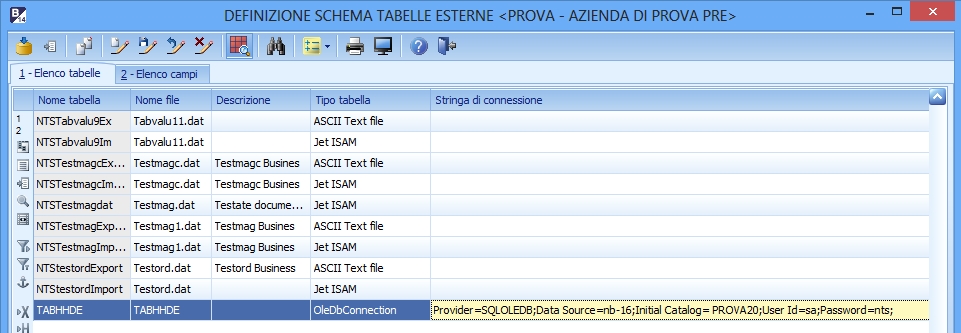 B
14
DEFINIZIONE SCHEMA TABELLE ESTERNE <PROVA - AZIENDA DI PROVA PRE>
1 - Elenco tabelle 2 - Elenco campi
Nome tabella Nome file Descrizione Tipo tabella Stringa di connessione
NTSTabvalu9Ex Tabvalu11.dat ASCII Text file
NTSTabvalu9Im Tabvalu11.dat Jet ISAM
NTSTestmagcEx... Testmagc.dat Testmagc Busines ASCII Text file
NTSTestmagcIm... Testmagc.dat Testmagc Busines Jet ISAM
NTSTestmagdat Testmag.dat Testate docume... Jet ISAM
NTSTestmagExp... Testmag1.dat Testmag Busines ASCII Text file
NTSTestmagImp... Testmag1.dat Testmag Busines Jet ISAM
NTStestordExport Testord.dat Testord Business ASCII Text file
NTStestordImport Testord.dat Jet ISAM
TABHHDE TABHHDE OleDbConnection Provider=SQLOLEDB;Data Source=nb-16;Initial Catalog= PROVA20;User Id=sa;Password=nts;